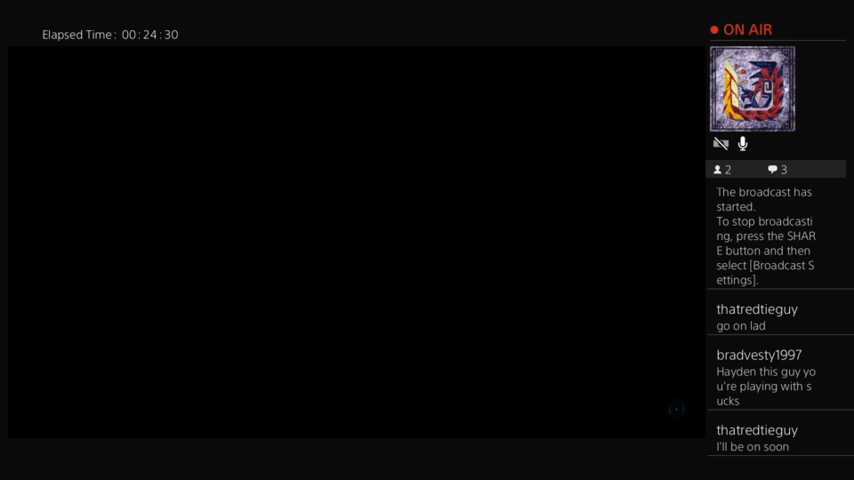 Elapsed Time: 00:24:30
ON AIR
2 3
The broadcast has
started.
To stop broadcasti
ng, press the SHAR
E button and then
select [Broadcast S
ettings].
thatredtieguy
go on lad
bradvesty1997
Hayden this guy yo
u're playing with s
ucks
thatredtieguy
I'll be on soon